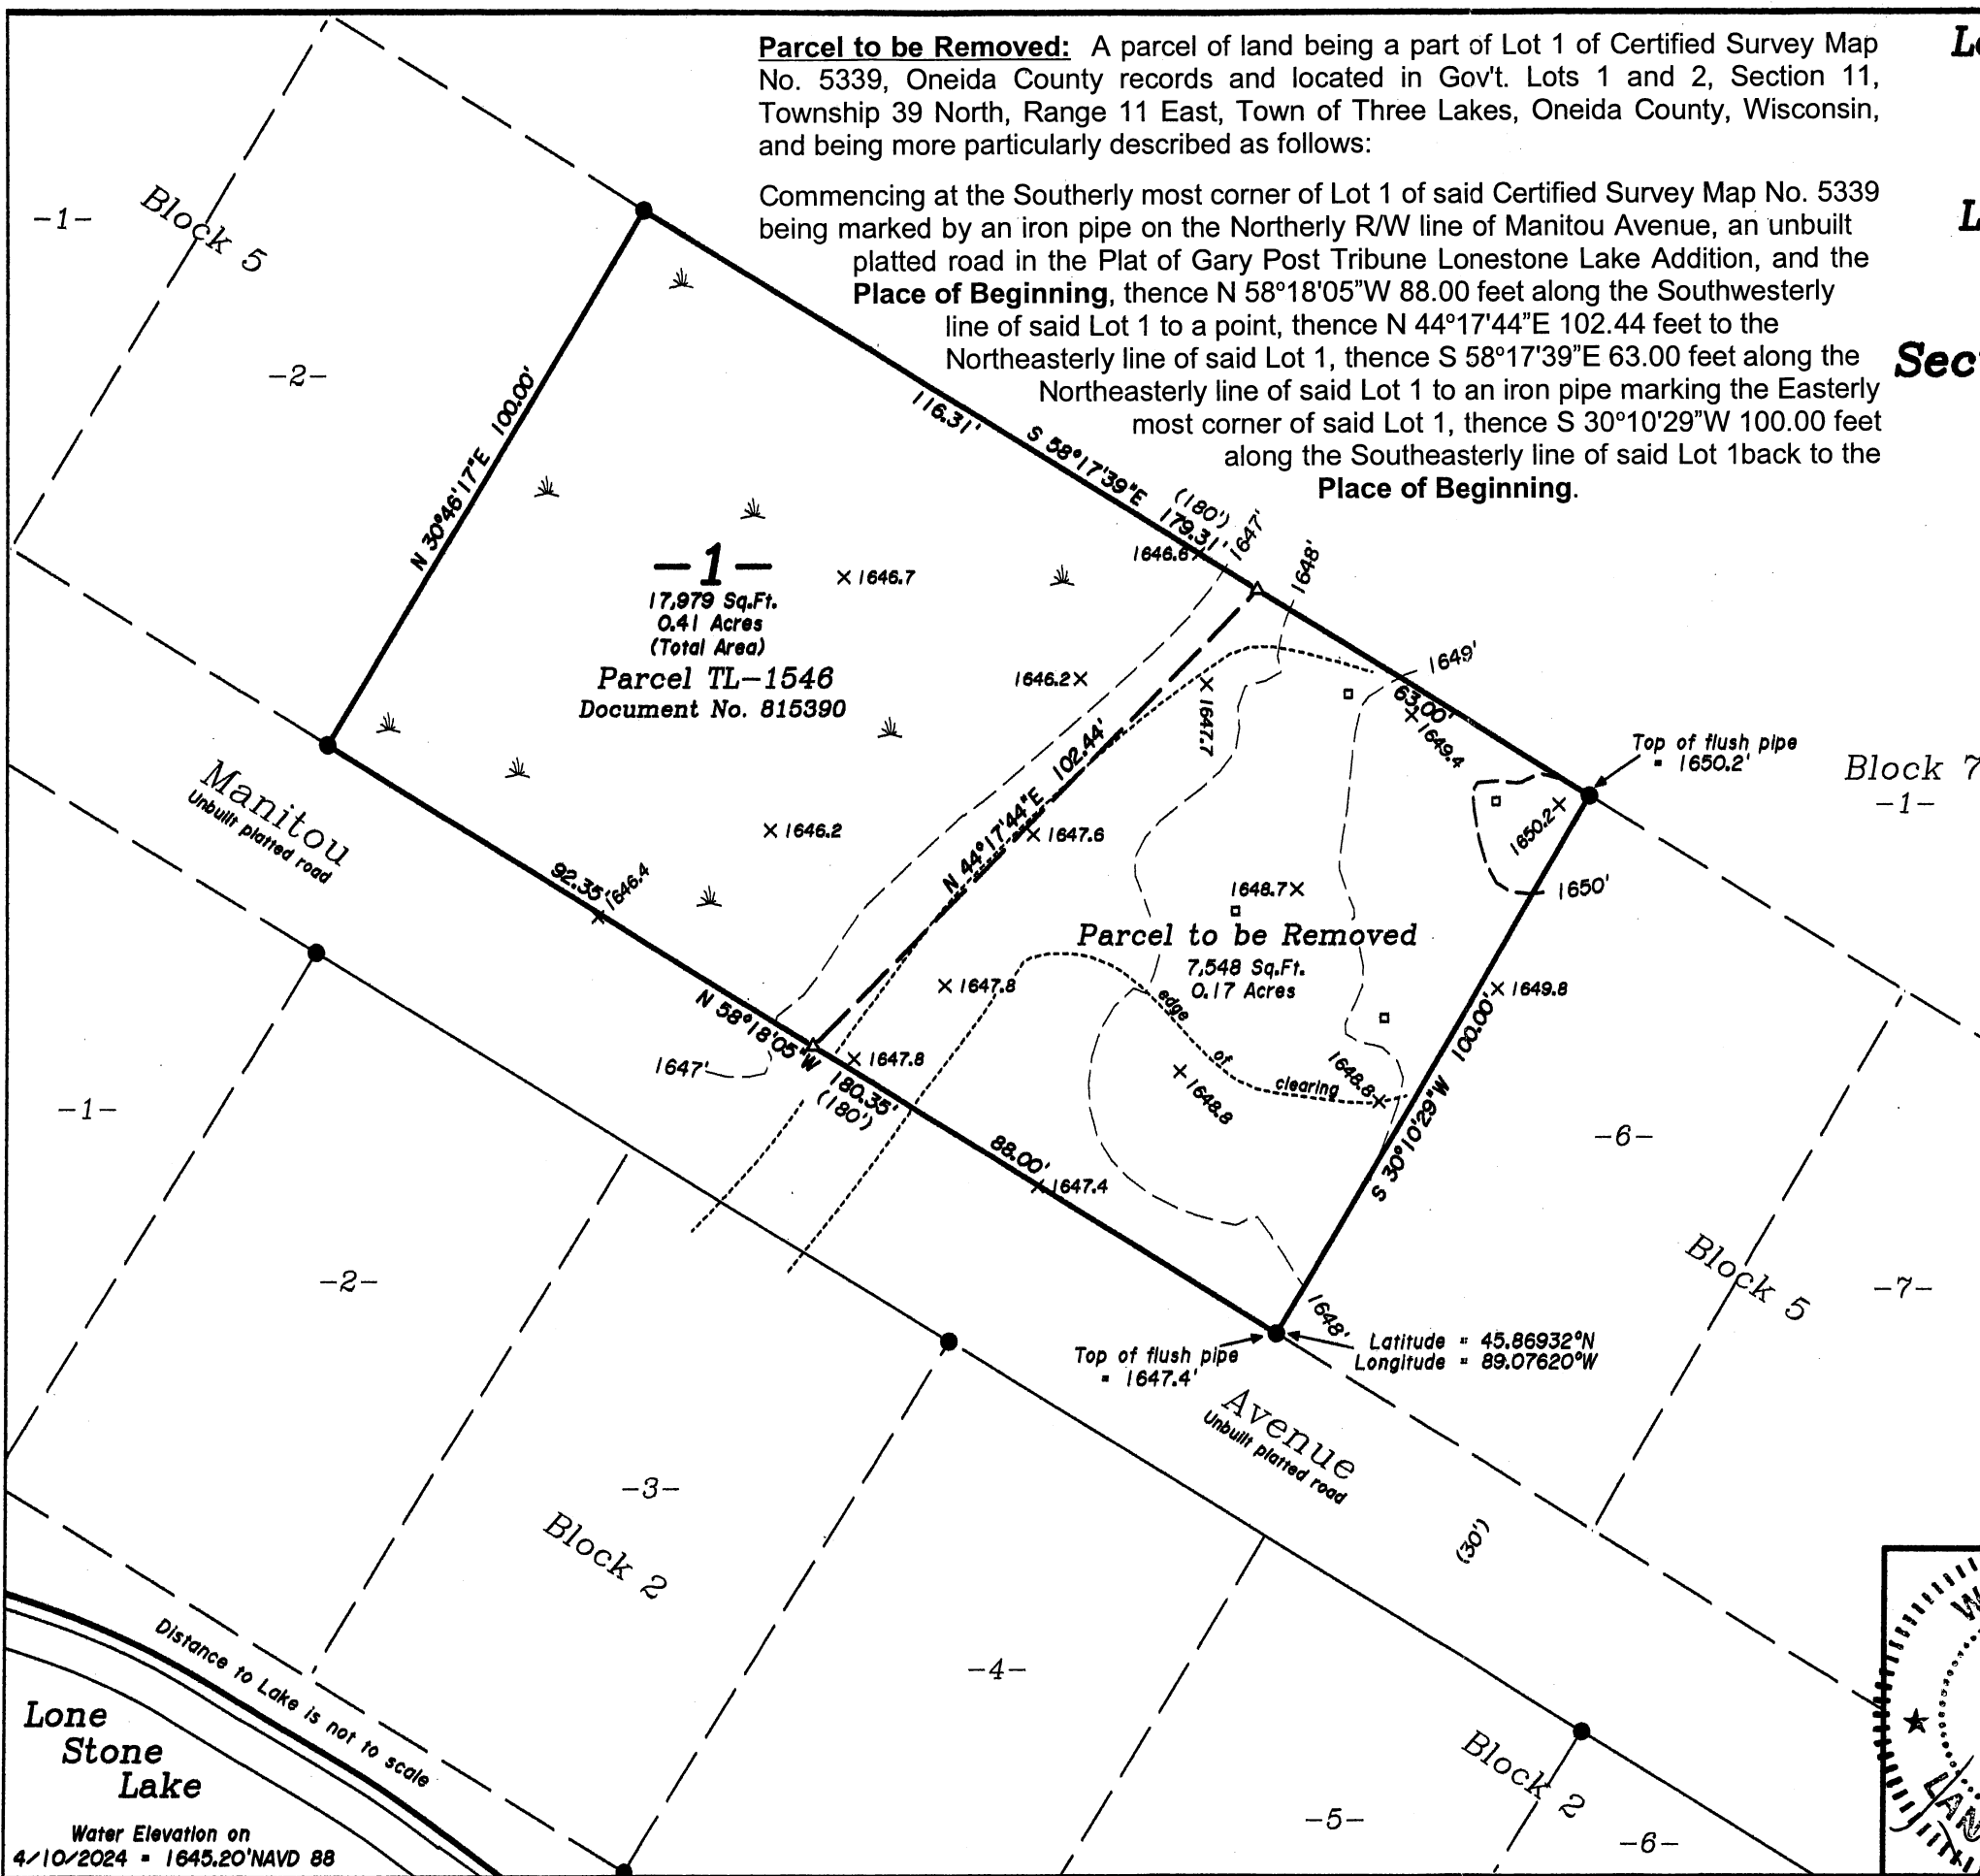 Parcel to be Removed: A parcel of land being a part of Lot 1 of Certified Survey Map
No. 5339, Oneida County records and located in Gov't. Lots 1 and 2, Section 11,
Township 39 North, Range 11 East, Town of Three Lakes, Oneida County, Wisconsin,
and being more particularly described as follows:
Commencing at the Southerly most corner of Lot 1 of said Certified Survey Map No. 5339
being marked by an iron pipe on the Northerly R/W line of Manitou Avenue, an unbuilt
platted road in the Plat of Gary Post Tribune Lonestone Lake Addition, and the
Place of Beginning, thence N 58º18'05"W 88.00 feet along the Southwesterly
line of said Lot 1 to a point, thence N 44º17'44"E 102.44 feet to the
Northeasterly line of said Lot 1, thence S 58º17'39"E 63.00 feet along the
Northeasterly line of said Lot 1 to an iron pipe marking the Easterly
most corner of said Lot 1, thence S 30º10'29"W 100.00 feet
along the Southeasterly line of said Lot 1back to the
Place of Beginning.
-1-
Block 5
-2-
N 30°46'17"E 100.00'
116.31'
S 58°17'39"E
(180')
179.31'
1646.6
1647'
1648'
1649'
63.00'
1649.4
-1-
17,979 Sq.Ft.
0.41 Acres
(Total Area)
Parcel TL-1546
Document No. 815390
1646.7
1646.2
1647.7
Top of flush pipe
= 1650.2'
Block 7
-1-
1650.2
1650'
Manitou
Unbuilt platted road
92.35'
1646.4
1646.2
N 44°17'44"E 102.44'
1647.6
1648.7
Parcel to be Removed
7,548 Sq.Ft.
0.17 Acres
1647.8
1649.8
edge of clearing
1648.8
1648.8
S 30°10'29"W 100.00'
N 58°18'05"W
180.35'
(180')
1647'
1647.8
88.00'
1647.4
-6-
Block 5
-7-
1648'
Latitude = 45.86932°N
Longitude = 89.07620°W
Top of flush pipe
= 1647.4'
Avenue
Unbuilt platted road
(30')
-1-
-2-
-3-
Block 2
-4-
Block 2
-5-
-6-
Distance to Lake is not to scale
Lone
Stone
Lake
Water Elevation on
4/10/2024 = 1645.20'NAVD 88